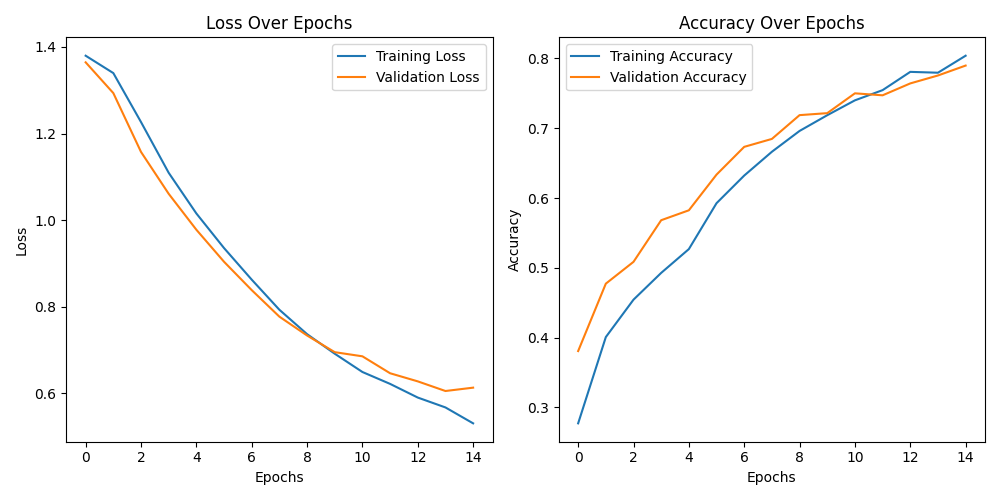 Loss Over Epochs
1.4
1.2
1.0
0.8
0.6
Loss
Training Loss
Validation Loss
0 2 4 6 8 10 12 14
Epochs
Accuracy Over Epochs
0.8
0.7
0.6
0.5
0.4
0.3
Accuracy
Training Accuracy
Validation Accuracy
0 2 4 6 8 10 12 14
Epochs